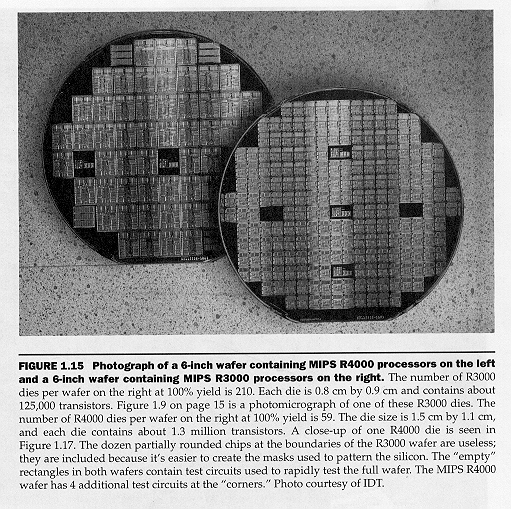 FIGURE 1.15 Photograph of a 6-inch wafer containing MIPS R4000 processors on the left
and a 6-inch wafer containing MIPS R3000 processors on the right. The number of R3000
dies per wafer on the right at 100% yield is 210. Each die is 0.8 cm by 0.9 cm and contains about
125,000 transistors. Figure 1.9 on page 15 is a photomicrograph of one of these R3000 dies. The
number of R4000 dies per wafer on the right at 100% yield is 59. The die size is 1.5 cm by 1.1 cm,
and each die contains about 1.3 million transistors. A close-up of one R4000 die is seen in
Figure 1.17. The dozen partially rounded chips at the boundaries of the R3000 wafer are useless;
they are included because it's easier to create the masks used to pattern the silicon. The "empty"
rectangles in both wafers contain test circuits used to rapidly test the full wafer. The MIPS R4000
wafer has 4 additional test circuits at the "corners." Photo courtesy of IDT.